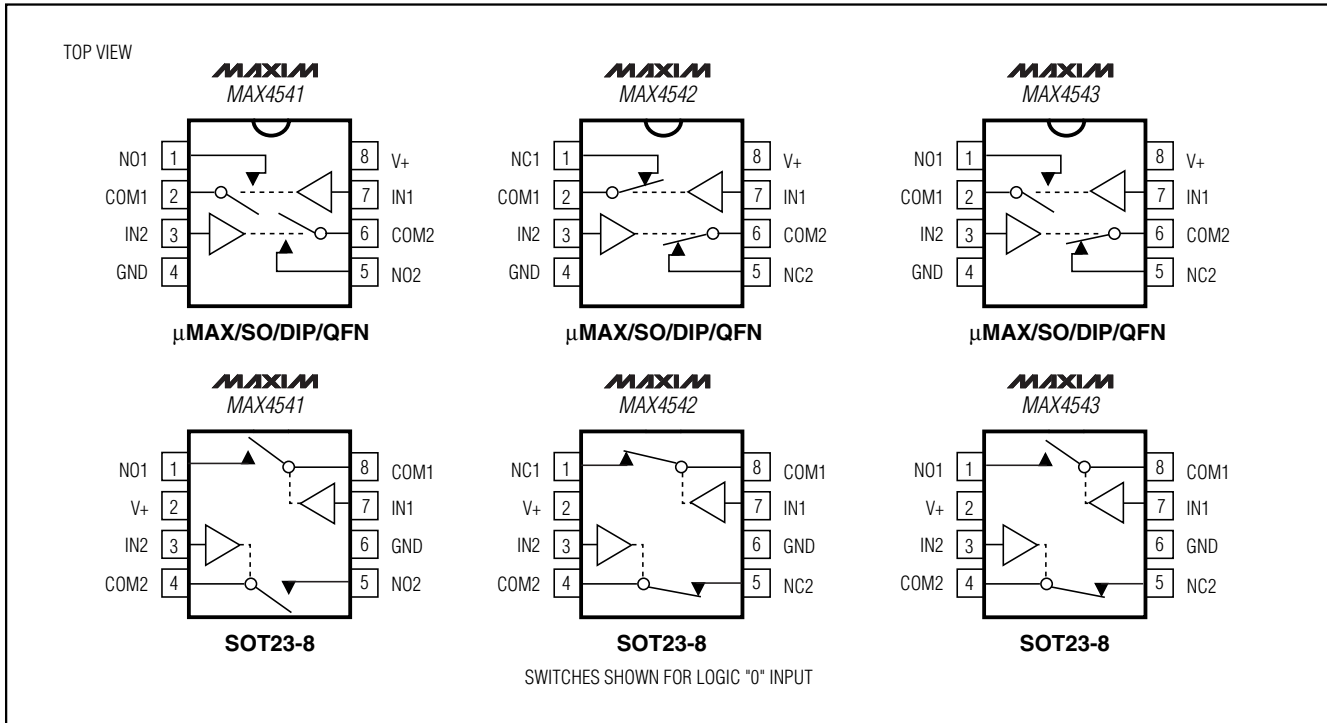 TOP VIEW
MAXIM
MAX4541
NO1 1
COM1 2
IN2 3
GND 4
8 V+
7 IN1
6 COM2
5 NO2
µMAX/SO/DIP/QFN
MAXIM
MAX4542
NC1 1
COM1 2
IN2 3
GND 4
8 V+
7 IN1
6 COM2
5 NC2
µMAX/SO/DIP/QFN
MAXIM
MAX4543
NO1 1
COM1 2
IN2 3
GND 4
8 V+
7 IN1
6 COM2
5 NC2
µMAX/SO/DIP/QFN
MAXIM
MAX4541
NO1 1
V+ 2
IN2 3
COM2 4
8 COM1
7 IN1
6 GND
5 NO2
SOT23-8
MAXIM
MAX4542
NC1 1
V+ 2
IN2 3
COM2 4
8 COM1
7 IN1
6 GND
5 NC2
SOT23-8
MAXIM
MAX4543
NO1 1
V+ 2
IN2 3
COM2 4
8 COM1
7 IN1
6 GND
5 NC2
SOT23-8
SWITCHES SHOWN FOR LOGIC "0" INPUT